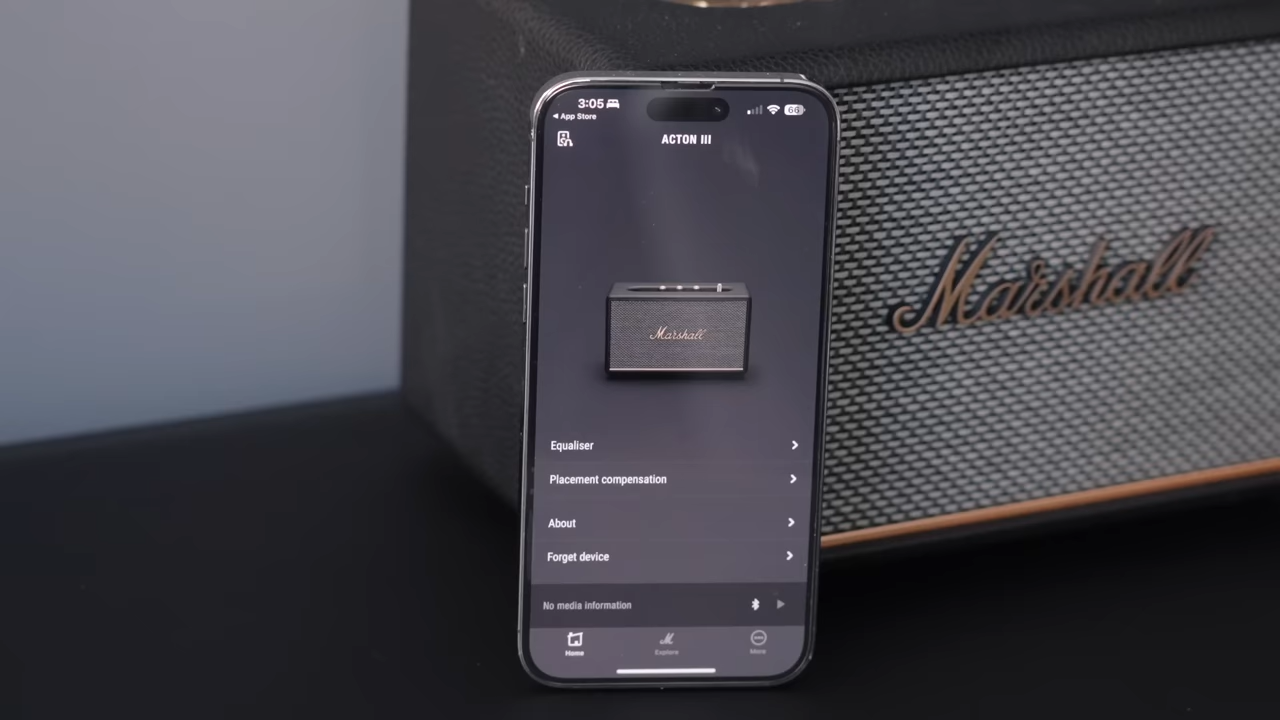 3:05
66
App Store
ACTON III
Marshall
Marshall
Equaliser
Placement compensation
About
Forget device
No media information
Home
Explore
More